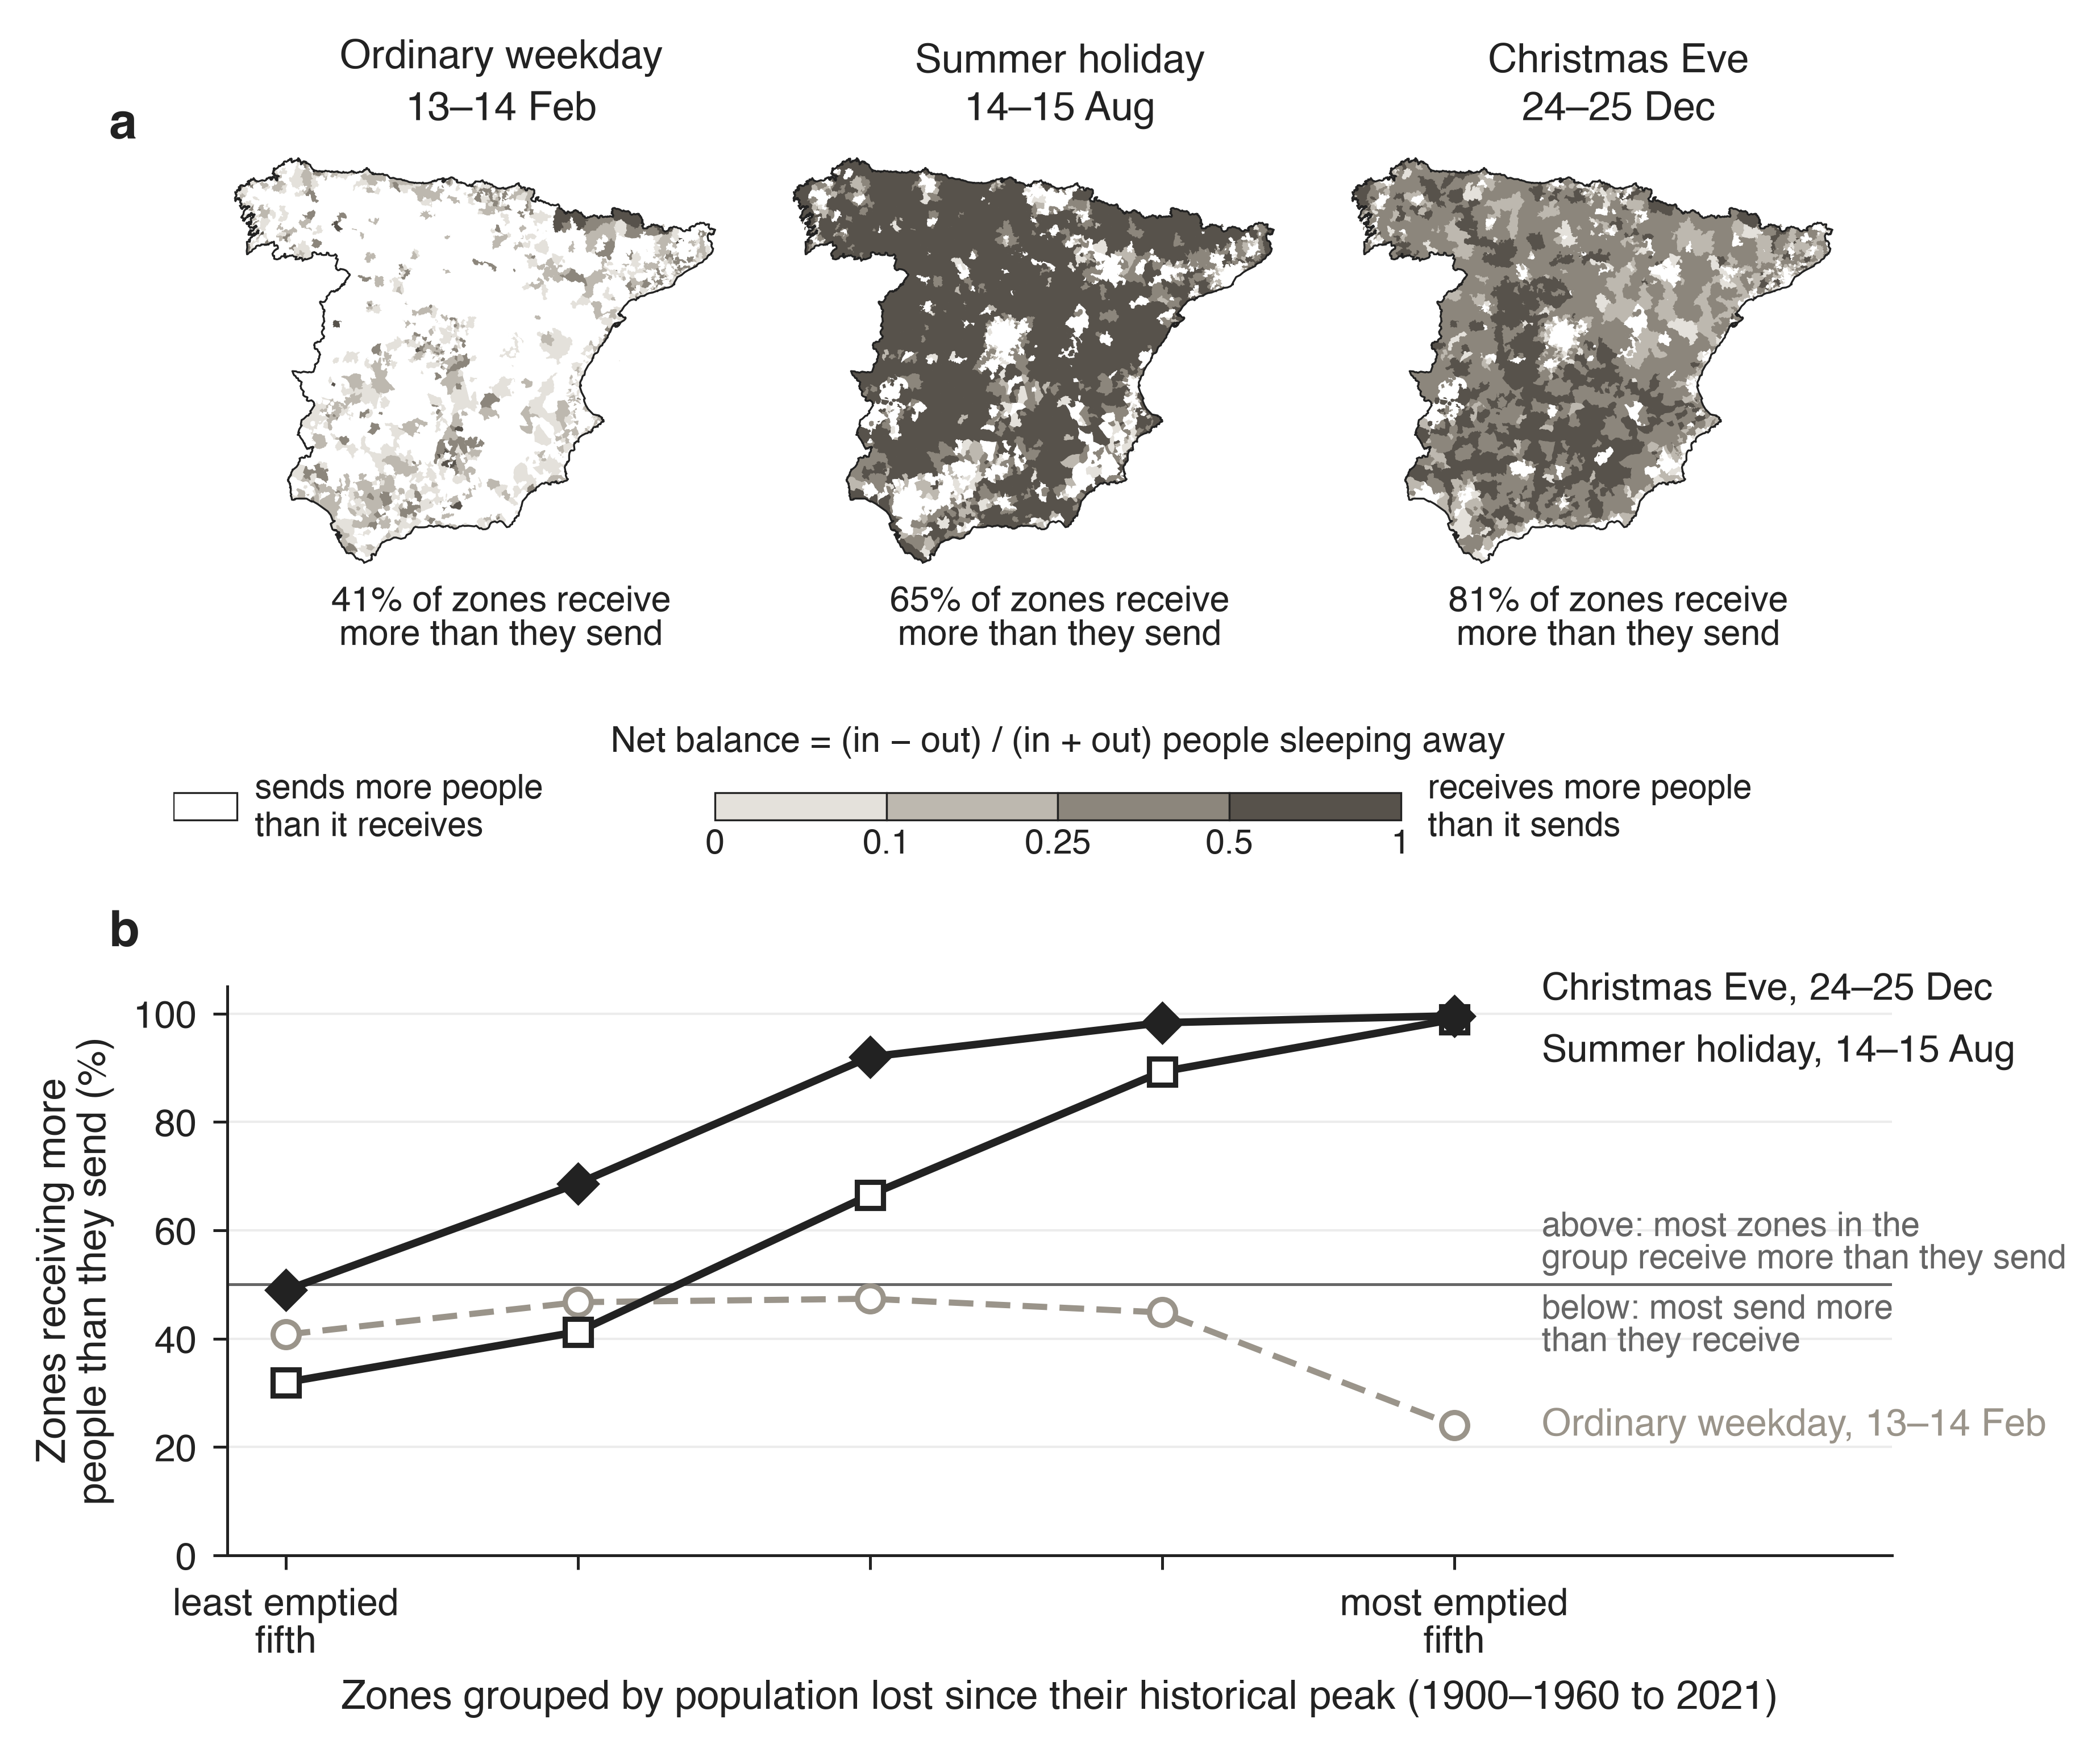 a
Ordinary weekday
13–14 Feb
Summer holiday
14–15 Aug
Christmas Eve
24–25 Dec
41% of zones receive
more than they send
65% of zones receive
more than they send
81% of zones receive
more than they send
Net balance = (in – out) / (in + out) people sleeping away
sends more people
than it receives
0
0.1
0.25
0.5
1
receives more people
than it sends
b
Zones receiving more
people than they send (%)
100
80
60
40
20
0
Christmas Eve, 24–25 Dec
Summer holiday, 14–15 Aug
above: most zones in the
group receive more than they send
below: most send more
than they receive
Ordinary weekday, 13–14 Feb
least emptied
fifth
most emptied
fifth
Zones grouped by population lost since their historical peak (1900–1960 to 2021)